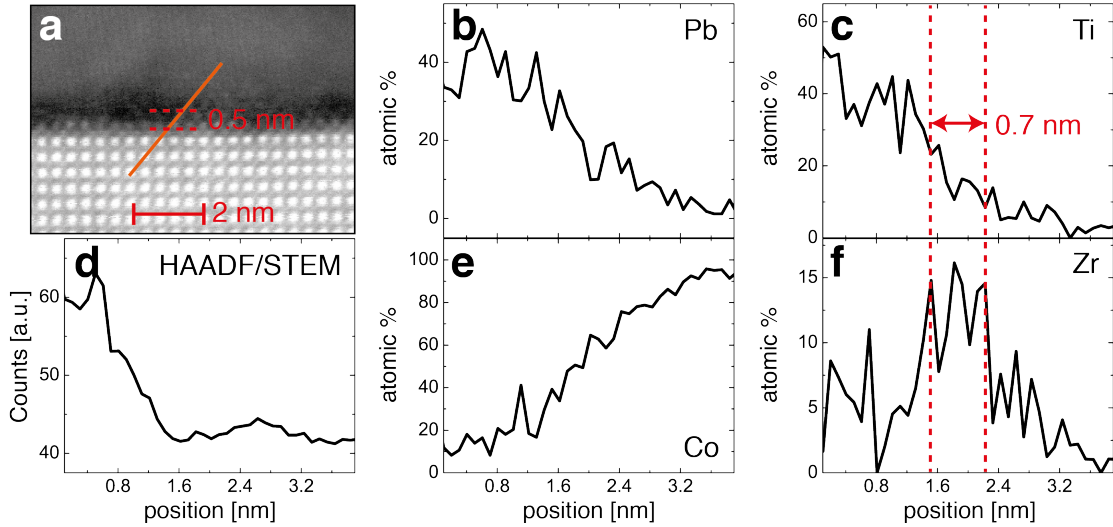 a
0.5 nm
2 nm
b
Pb
atomic %
40
20
0
c
Ti
atomic %
60
40
20
0
0.7 nm
d
HAADF/STEM
Counts [a.u.]
60
50
40
0.8 1.6 2.4 3.2
position [nm]
e
Co
atomic %
100
80
60
40
20
0
0.8 1.6 2.4 3.2
position [nm]
f
Zr
atomic %
15
10
5
0
0.8 1.6 2.4 3.2
position [nm]